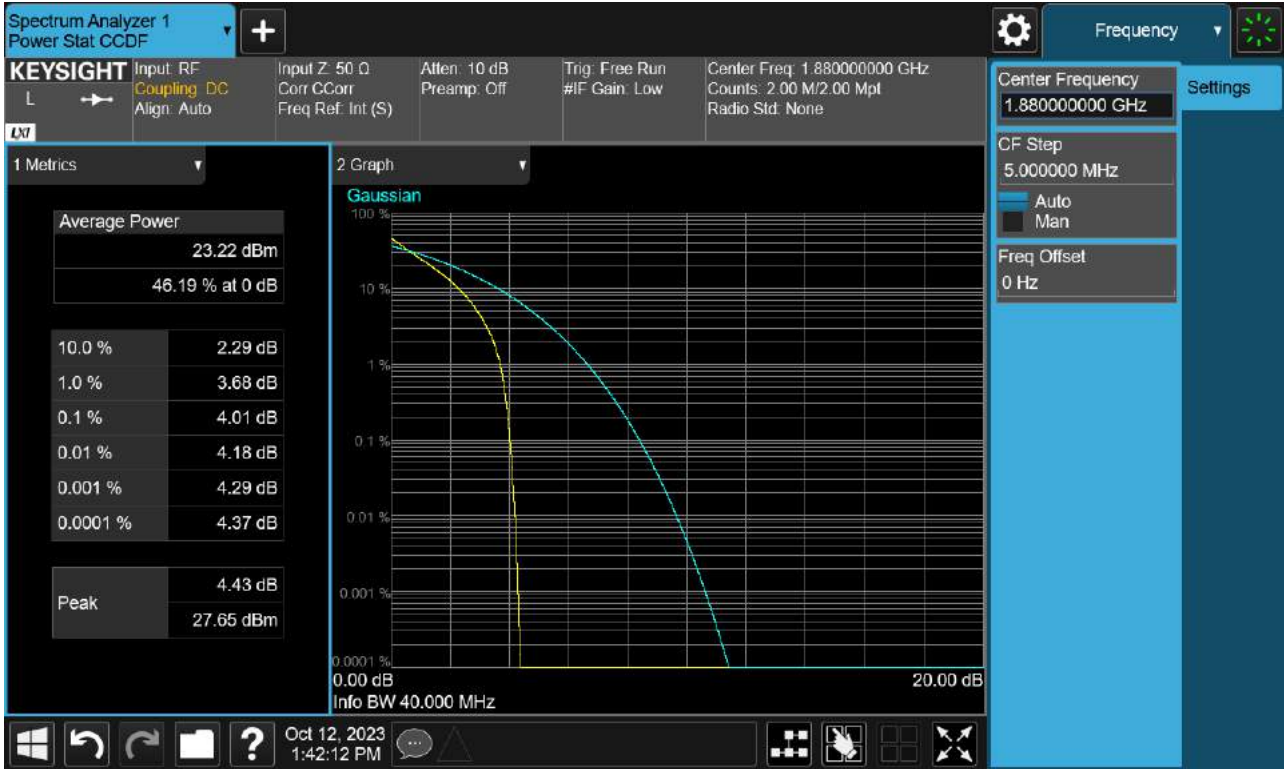 Spectrum Analyzer 1
Power Stat CCDF
Frequency
KEYSIGHT
L
LXI
Input: RF
Coupling: DC
Align: Auto
Input Z: 50 Ω
Corr CCorr
Freq Ref: Int (S)
Atten: 10 dB
Preamp: Off
Trig: Free Run
#IF Gain: Low
Center Freq: 1.880000000 GHz
Counts: 2.00 M/2.00 Mpt
Radio Std: None
Center Frequency
1.880000000 GHz
Settings
CF Step
5.000000 MHz
Auto
Man
Freq Offset
0 Hz
1 Metrics
Average Power
23.22 dBm
46.19 % at 0 dB
10.0 % 2.29 dB
1.0 % 3.68 dB
0.1 % 4.01 dB
0.01 % 4.18 dB
0.001 % 4.29 dB
0.0001 % 4.37 dB
Peak
4.43 dB
27.65 dBm
2 Graph
Gaussian
100 %
10 %
1 %
0.1 %
0.01 %
0.001 %
0.0001 %
0.00 dB 20.00 dB
Info BW 40.000 MHz
?
Oct 12, 2023
1:42:12 PM